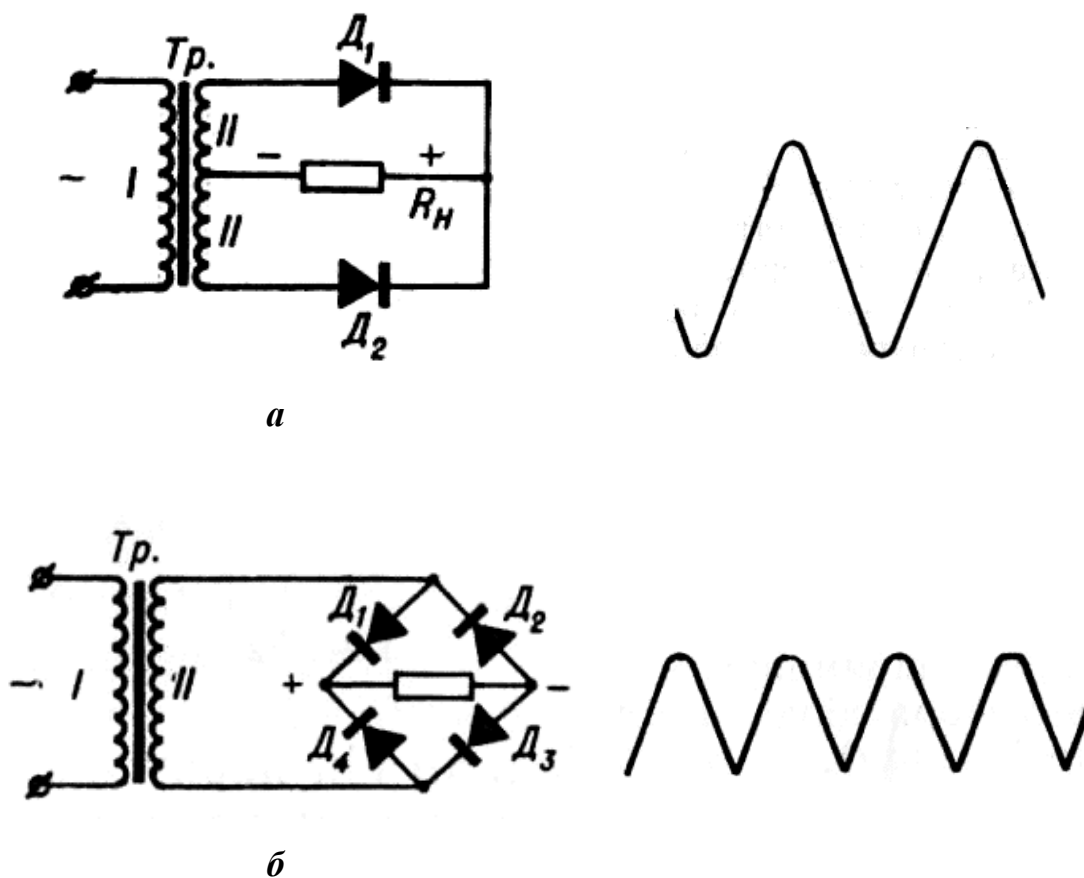 Тр.
Д₁
II
− +
~ I
Rн
II
Д₂
а
Тр.
Д₁ Д₂
~ I II + −
Д₄ Д₃
б